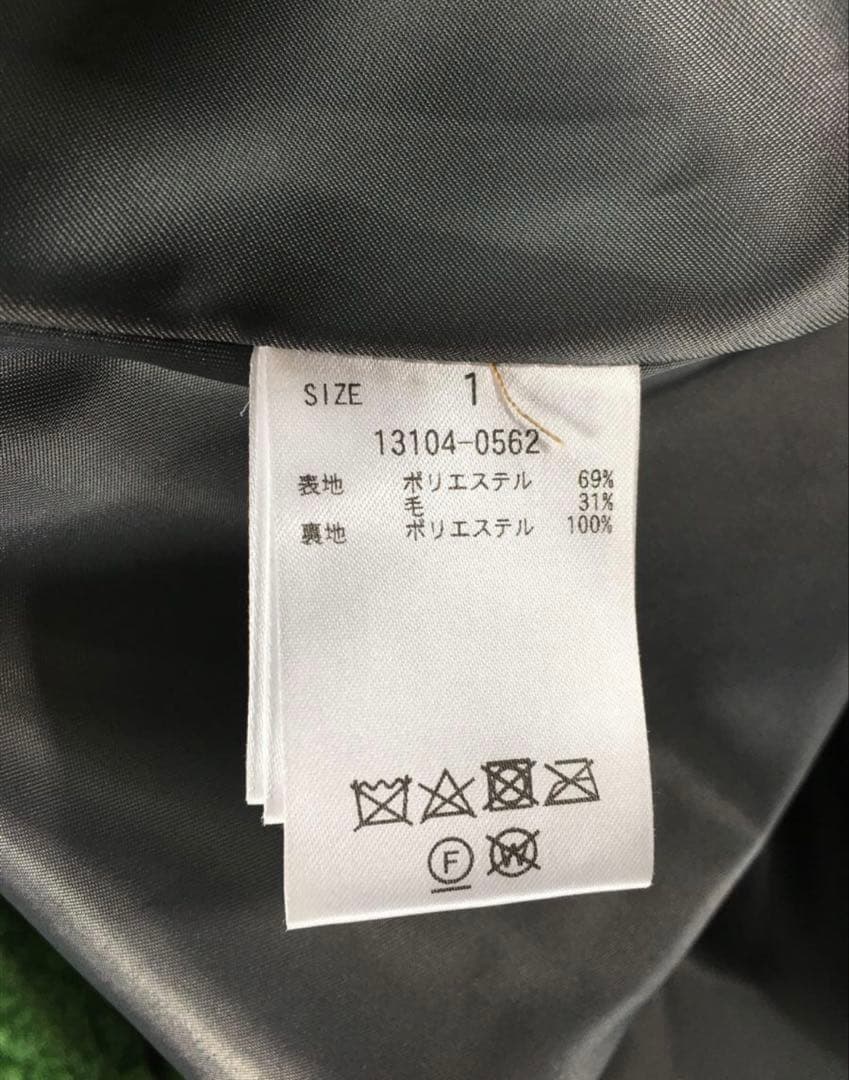 SIZE 1
13104-0562
表地 ポリエステル 69%
毛 31%
裏地 ポリエステル 100%
F
W